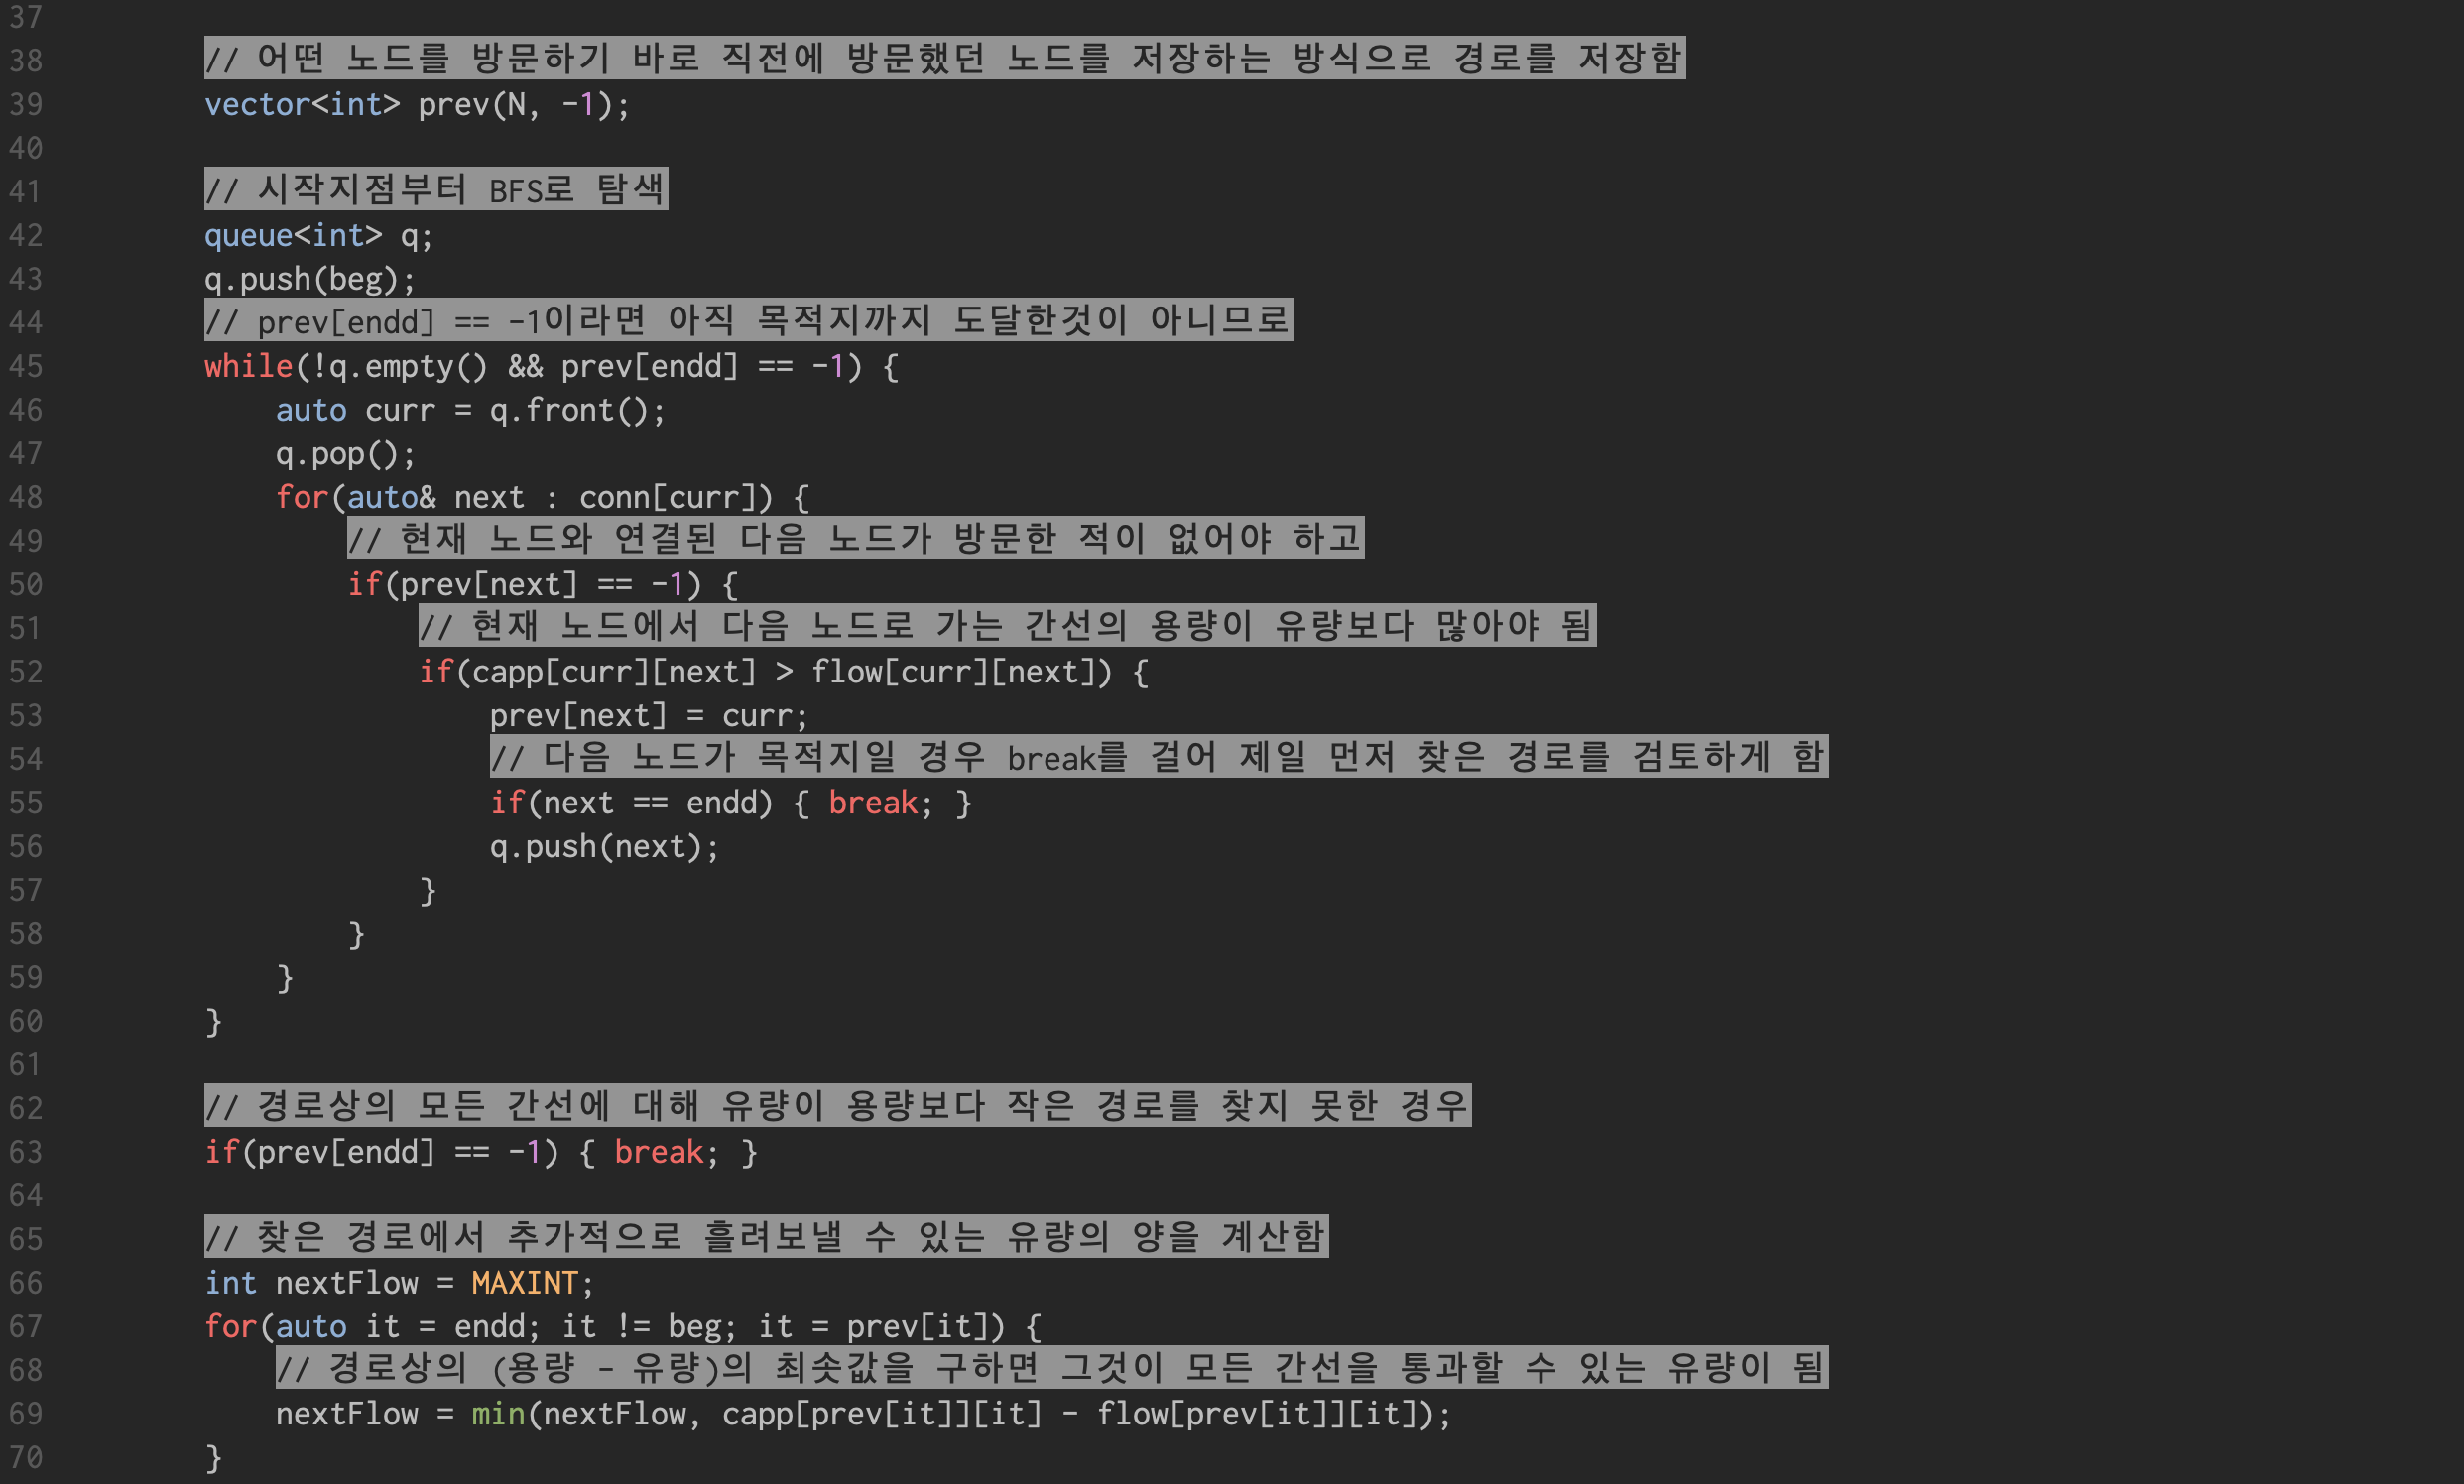 37
38 // 어떤 노드를 방문하기 바로 직전에 방문했던 노드를 저장하는 방식으로 경로를 저장함
39 vector<int> prev(N, -1);
40
41 // 시작지점부터 BFS로 탐색
42 queue<int> q;
43 q.push(beg);
44 // prev[endd] == -1이라면 아직 목적지까지 도달한것이 아니므로
45 while(!q.empty() && prev[endd] == -1) {
46 auto curr = q.front();
47 q.pop();
48 for(auto& next : conn[curr]) {
49 // 현재 노드와 연결된 다음 노드가 방문한 적이 없어야 하고
50 if(prev[next] == -1) {
51 // 현재 노드에서 다음 노드로 가는 간선의 용량이 유량보다 많아야 됨
52 if(capp[curr][next] > flow[curr][next]) {
53 prev[next] = curr;
54 // 다음 노드가 목적지일 경우 break를 걸어 제일 먼저 찾은 경로를 검토하게 함
55 if(next == endd) { break; }
56 q.push(next);
57 }
58 }
59 }
60 }
61
62 // 경로상의 모든 간선에 대해 유량이 용량보다 작은 경로를 찾지 못한 경우
63 if(prev[endd] == -1) { break; }
64
65 // 찾은 경로에서 추가적으로 흘려보낼 수 있는 유량의 양을 계산함
66 int nextFlow = MAXINT;
67 for(auto it = endd; it != beg; it = prev[it]) {
68 // 경로상의 (용량 - 유량)의 최솟값을 구하면 그것이 모든 간선을 통과할 수 있는 유량이 됨
69 nextFlow = min(nextFlow, capp[prev[it]][it] - flow[prev[it]][it]);
70 }